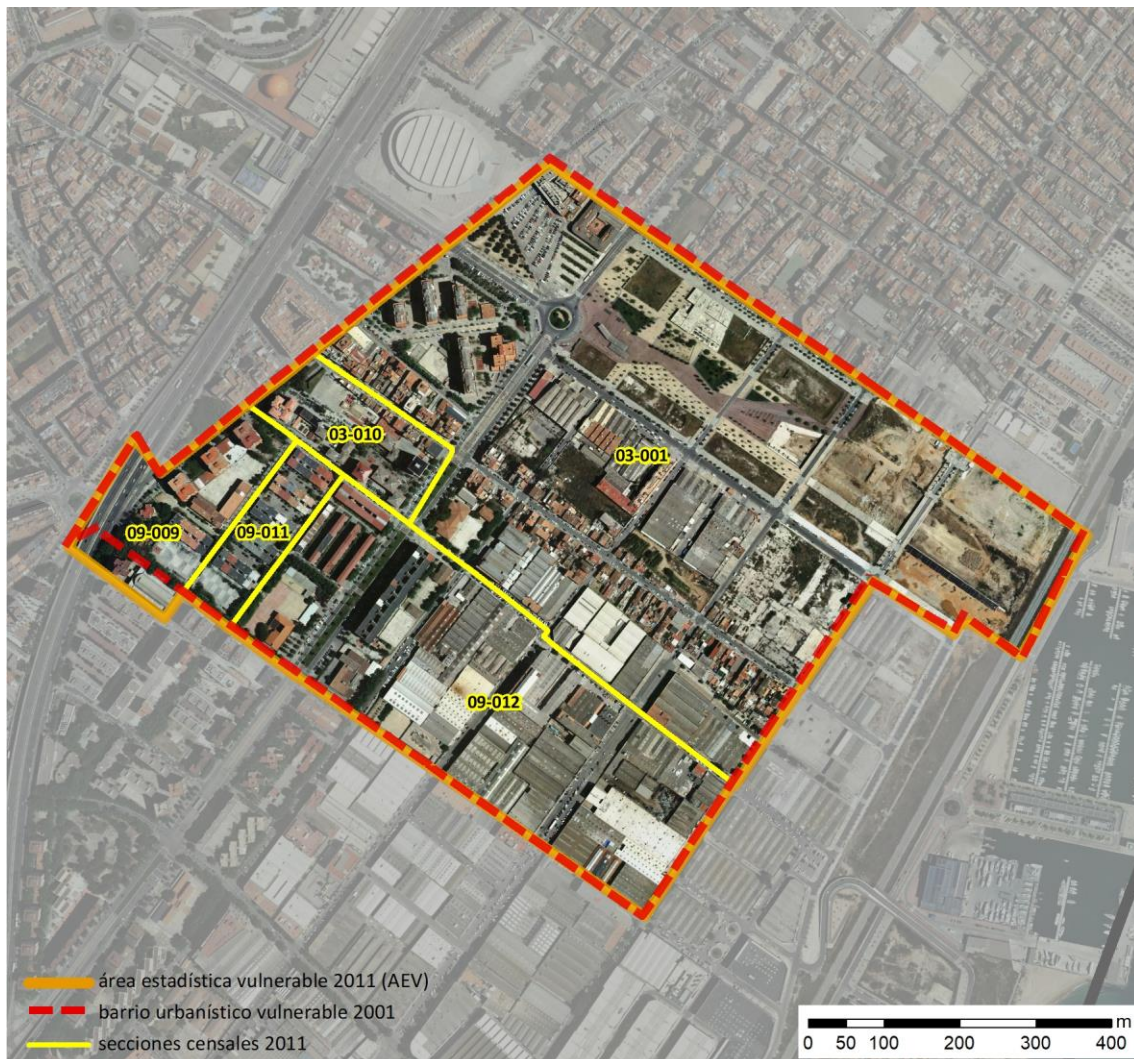 03-010
03-001
09-009
09-011
09-012
área estadística vulnerable 2011 (AEV)
barrio urbanístico vulnerable 2001
secciones censales 2011
m
0 50 100 200 300 400